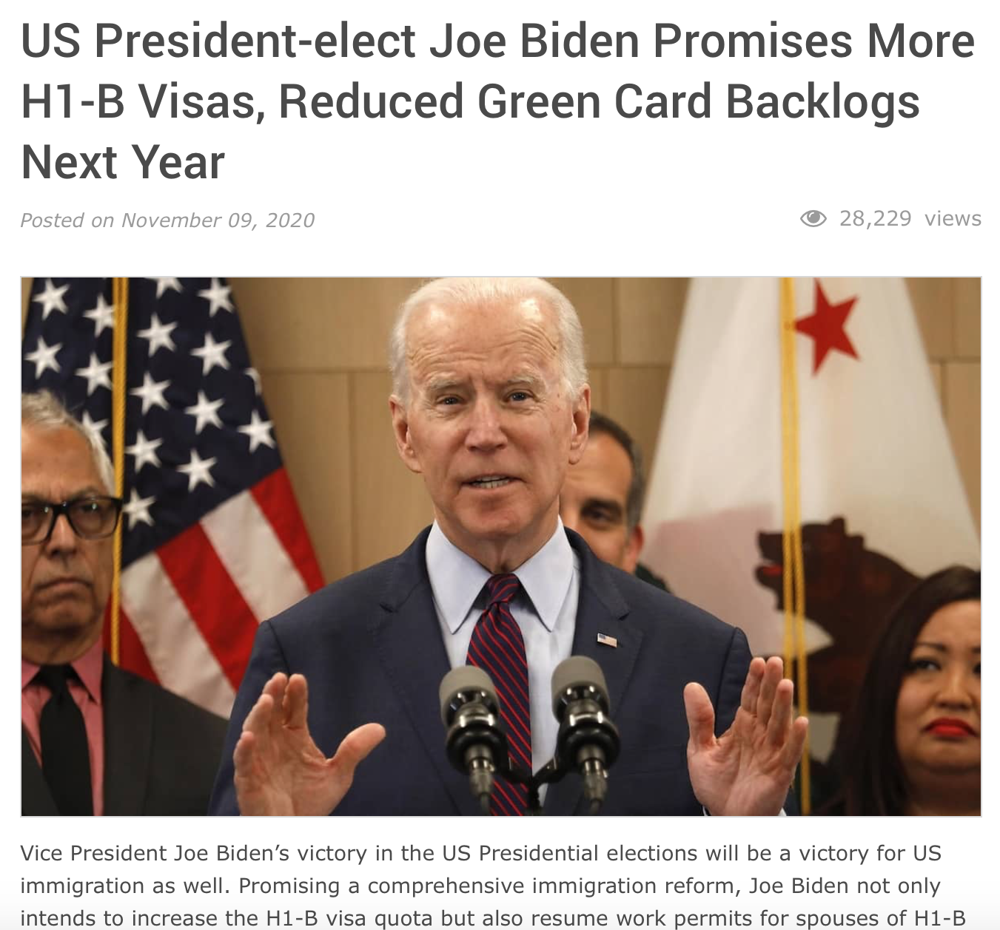 US President-elect Joe Biden Promises More
H1-B Visas, Reduced Green Card Backlogs
Next Year
Posted on November 09, 2020
28,229 views
Vice President Joe Biden’s victory in the US Presidential elections will be a victory for US
immigration as well. Promising a comprehensive immigration reform, Joe Biden not only
intends to increase the H1-B visa quota but also resume work permits for spouses of H1-B